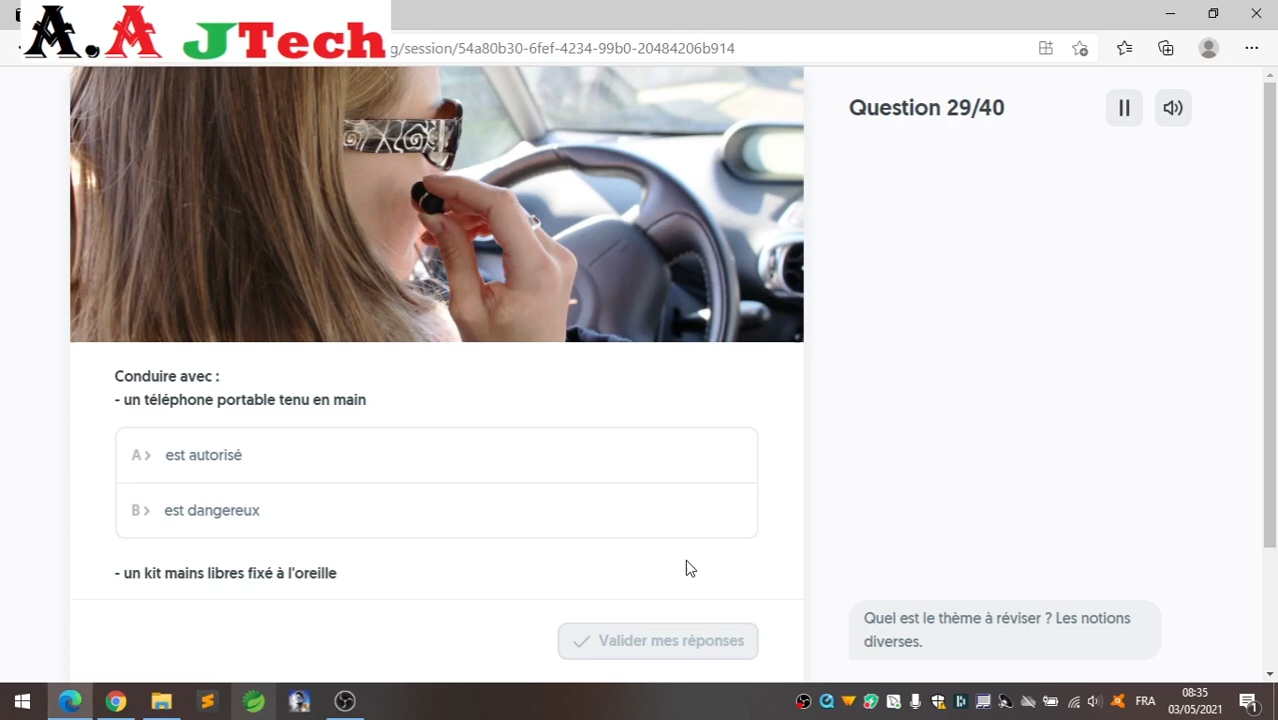 A.A JTech
g/session/54a80b30-6fef-4234-99b0-20484206b914
Question 29/40
Conduire avec :
- un téléphone portable tenu en main
A > est autorisé
B > est dangereux
- un kit mains libres fixé à l'oreille
Valider mes réponses
Quel est le thème à réviser ? Les notions
diverses.
FRA
08:35
03/05/2021
1